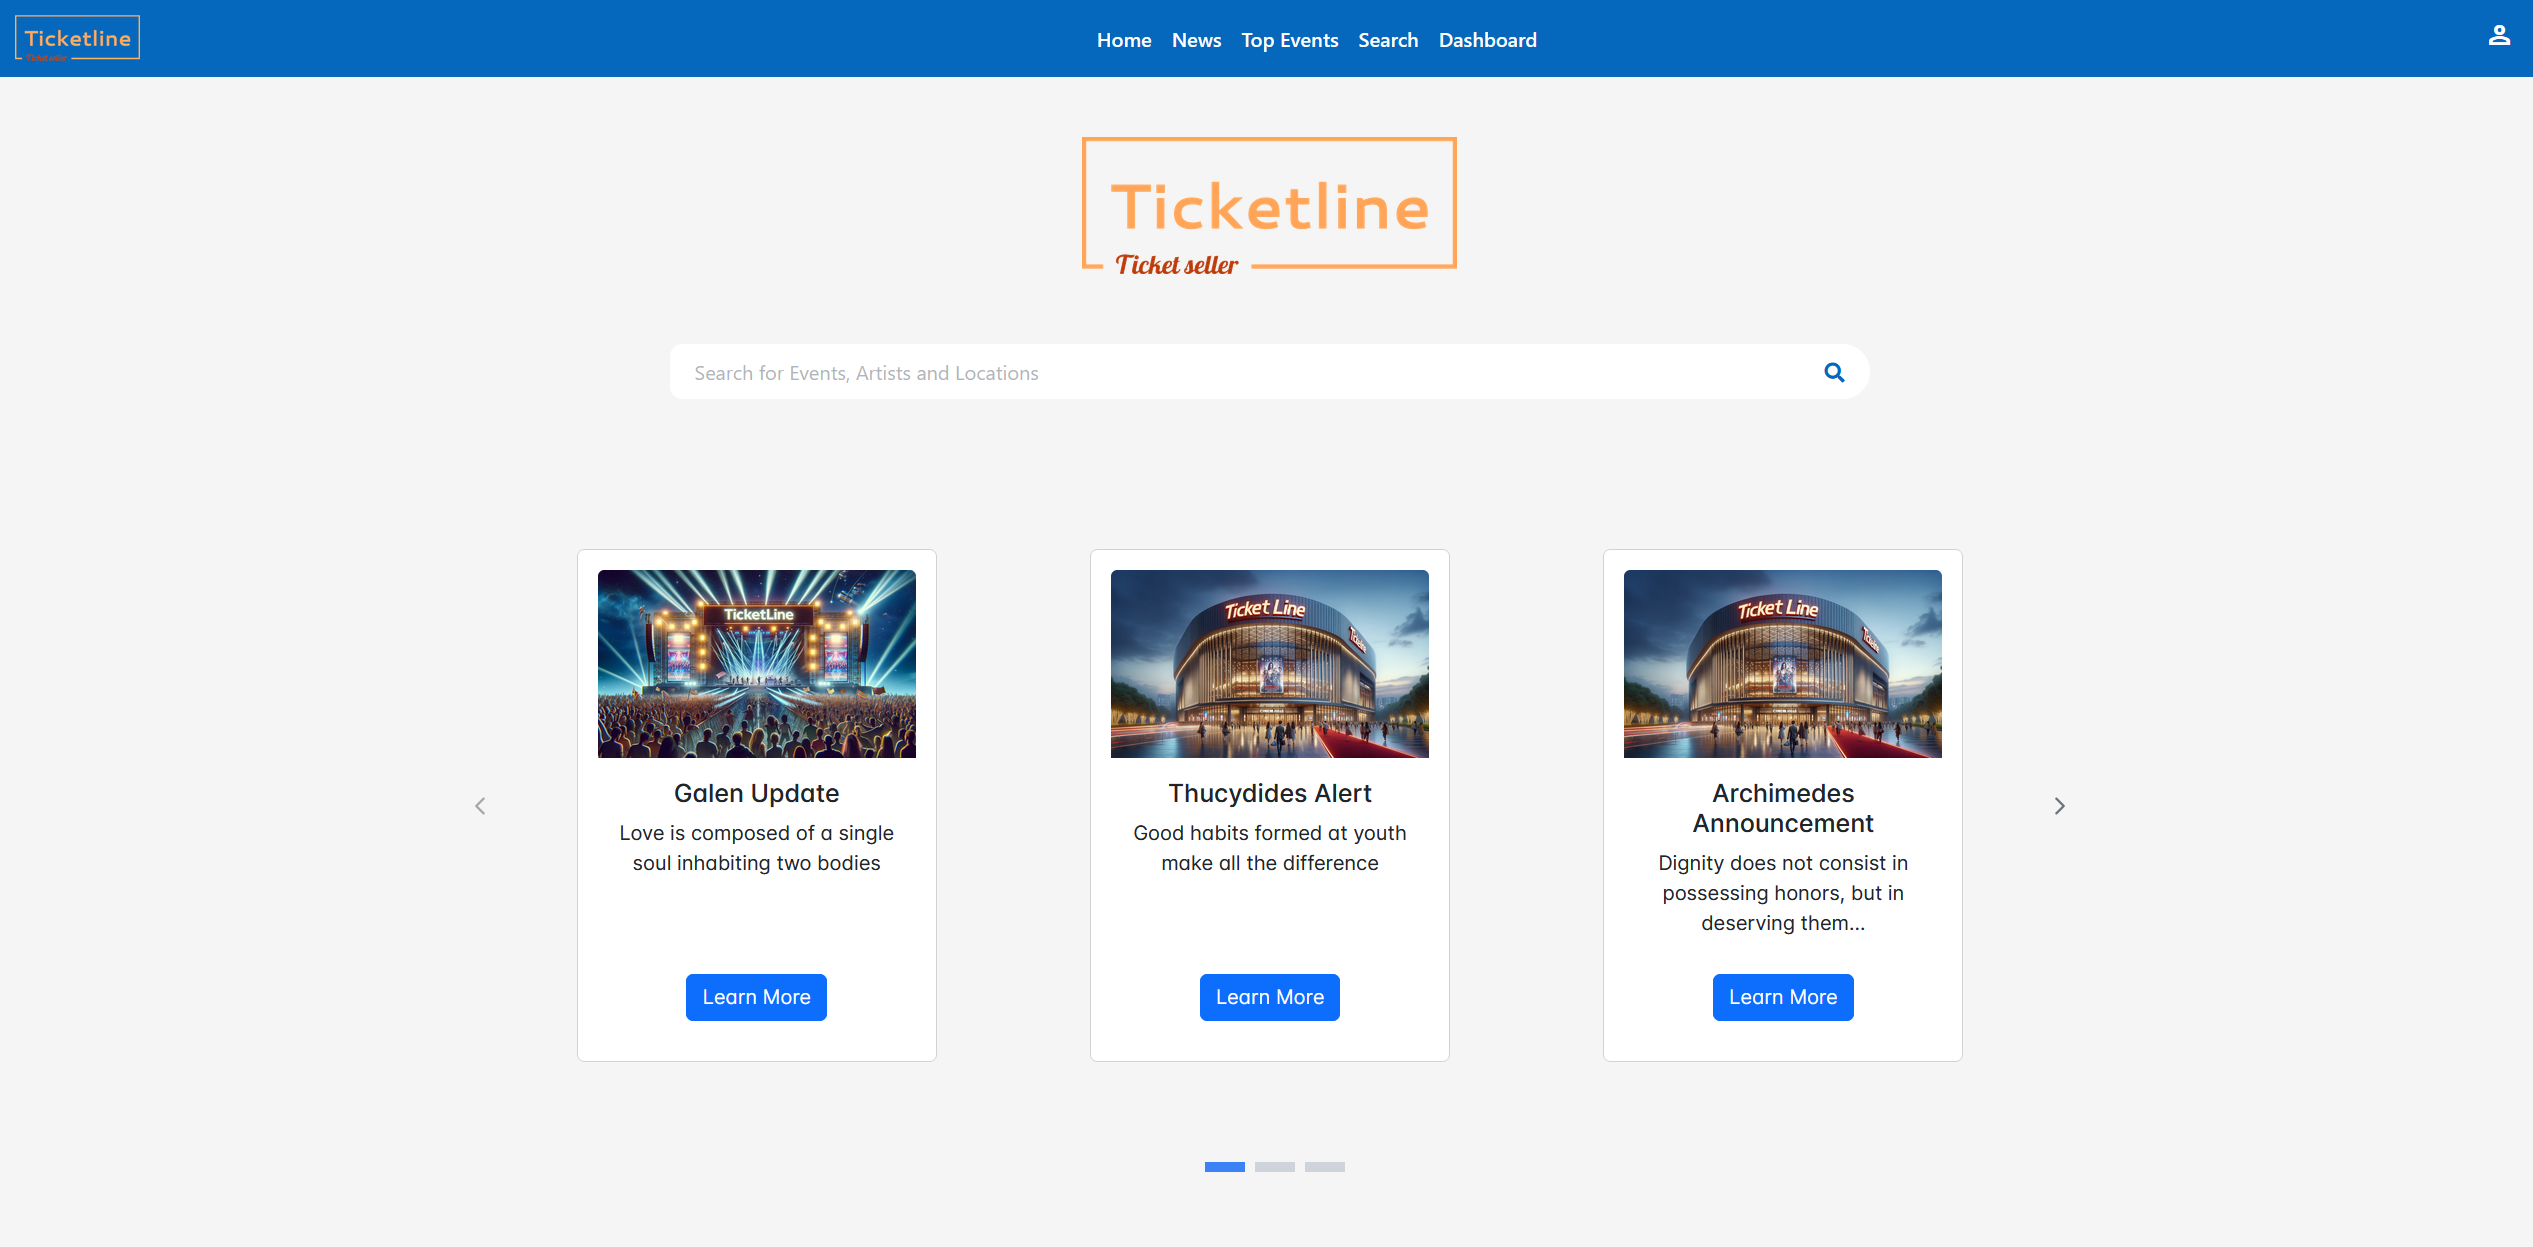 Ticketline
Ticket seller
Home News Top Events Search Dashboard
Ticketline
Ticket seller
Search for Events, Artists and Locations
TicketLine
Ticket Line
Ticket Line
Galen Update
Love is composed of a single
soul inhabiting two bodies
Learn More
Thucydides Alert
Good habits formed at youth
make all the difference
Learn More
Archimedes
Announcement
Dignity does not consist in
possessing honors, but in
deserving them...
Learn More